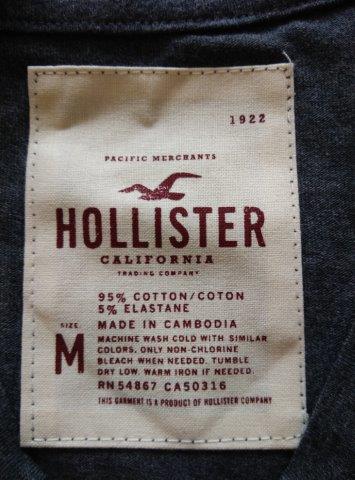 1922
PACIFIC MERCHANTS
HOLLISTER
CALIFORNIA
TRADING COMPANY
SIZE.
M
95% COTTON/COTON
5% ELASTANE
MADE IN CAMBODIA
MACHINE WASH COLD WITH SIMILAR
COLORS, ONLY NON-CHLORINE
BLEACH WHEN NEEDED. TUMBLE
DRY LOW. WARM IRON IF NEEDED.
RN54867 CA50316
THIS GARMENT IS A PRODUCT OF HOLLISTER COMPANY